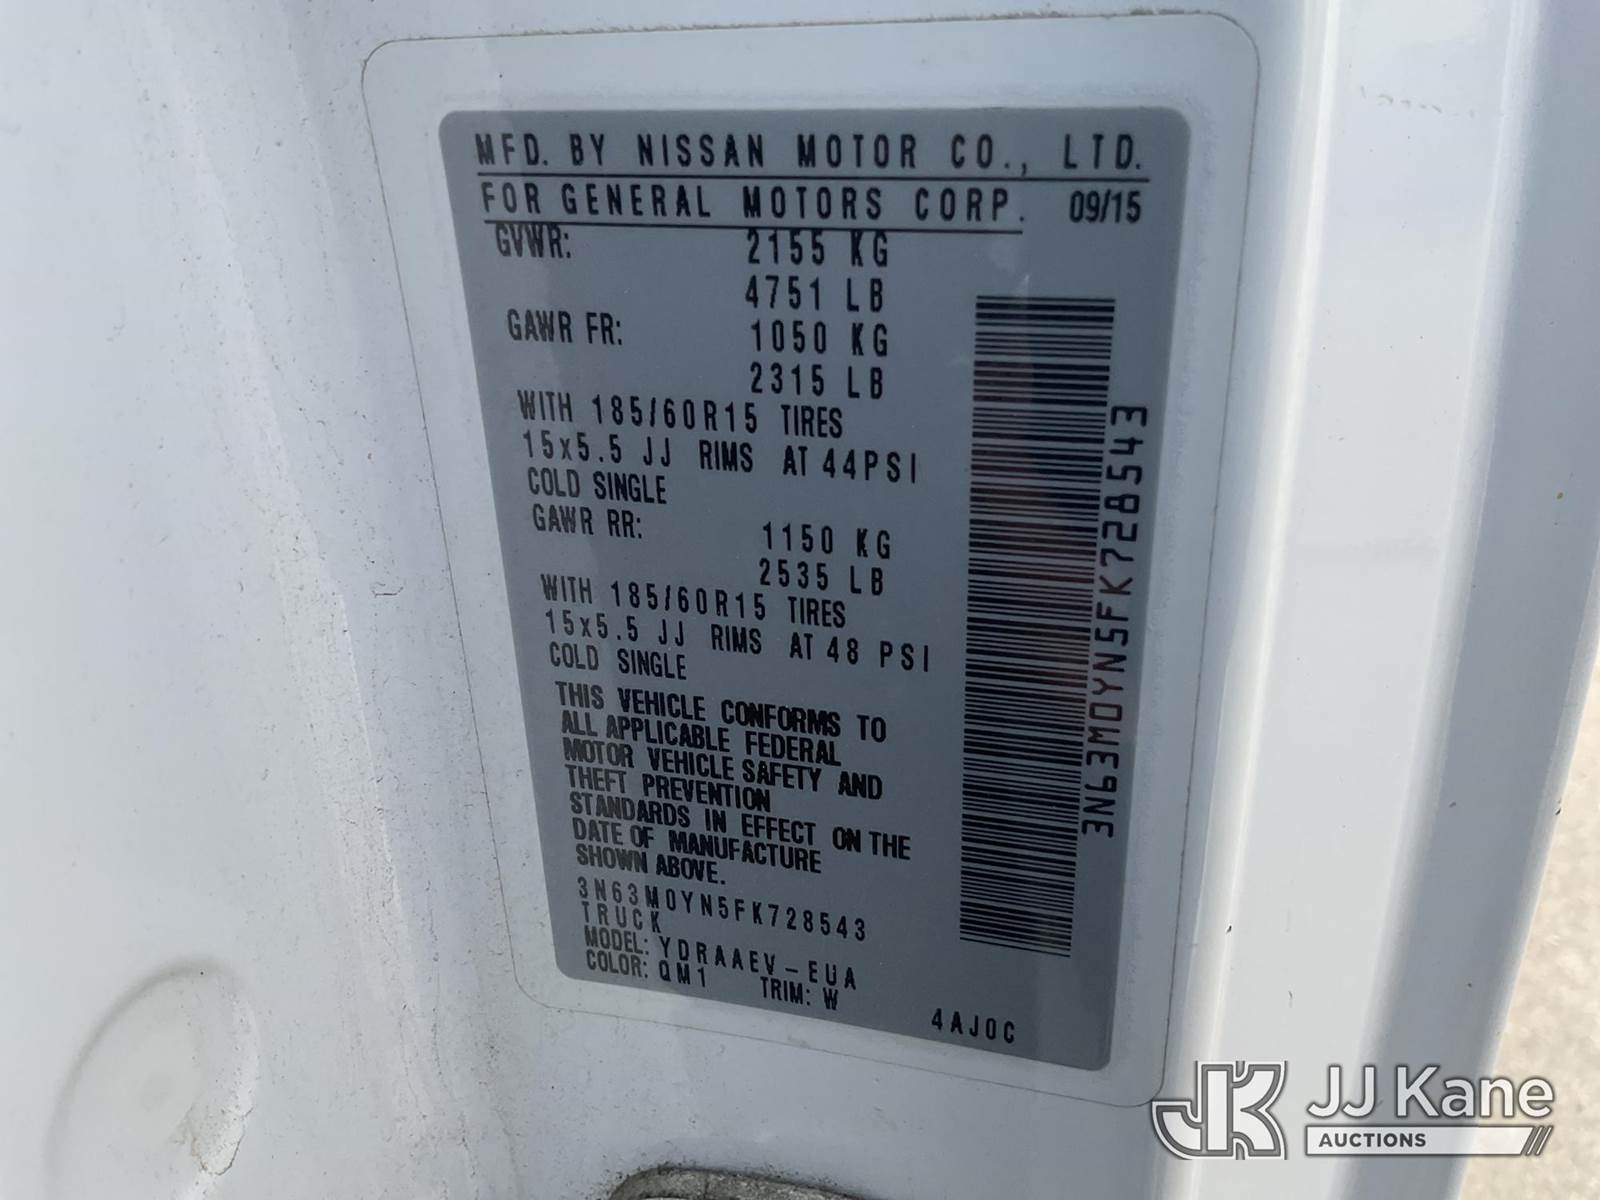 MFD. BY NISSAN MOTOR CO., LTD.
FOR GENERAL MOTORS CORP. 09/15
GVWR: 2155 KG
4751 LB
GAWR FR: 1050 KG
2315 LB
WITH 185/60R15 TIRES
15x5.5 JJ RIMS AT 44PSI
COLD SINGLE
GAWR RR: 1150 KG
2535 LB
WITH 185/60R15 TIRES
15x5.5 JJ RIMS AT 48 PSI
COLD SINGLE
THIS VEHICLE CONFORMS TO
ALL APPLICABLE FEDERAL
MOTOR VEHICLE SAFETY AND
THEFT PREVENTION
STANDARDS IN EFFECT ON THE
DATE OF MANUFACTURE
SHOWN ABOVE.
3N63M0YN5FK728543
TRUCK
MODEL: YDRAAEV-EUA
COLOR: QM1 TRIM: W
4AJ0C
3N63M0YN5FK728543
JK JJ Kane
AUCTIONS